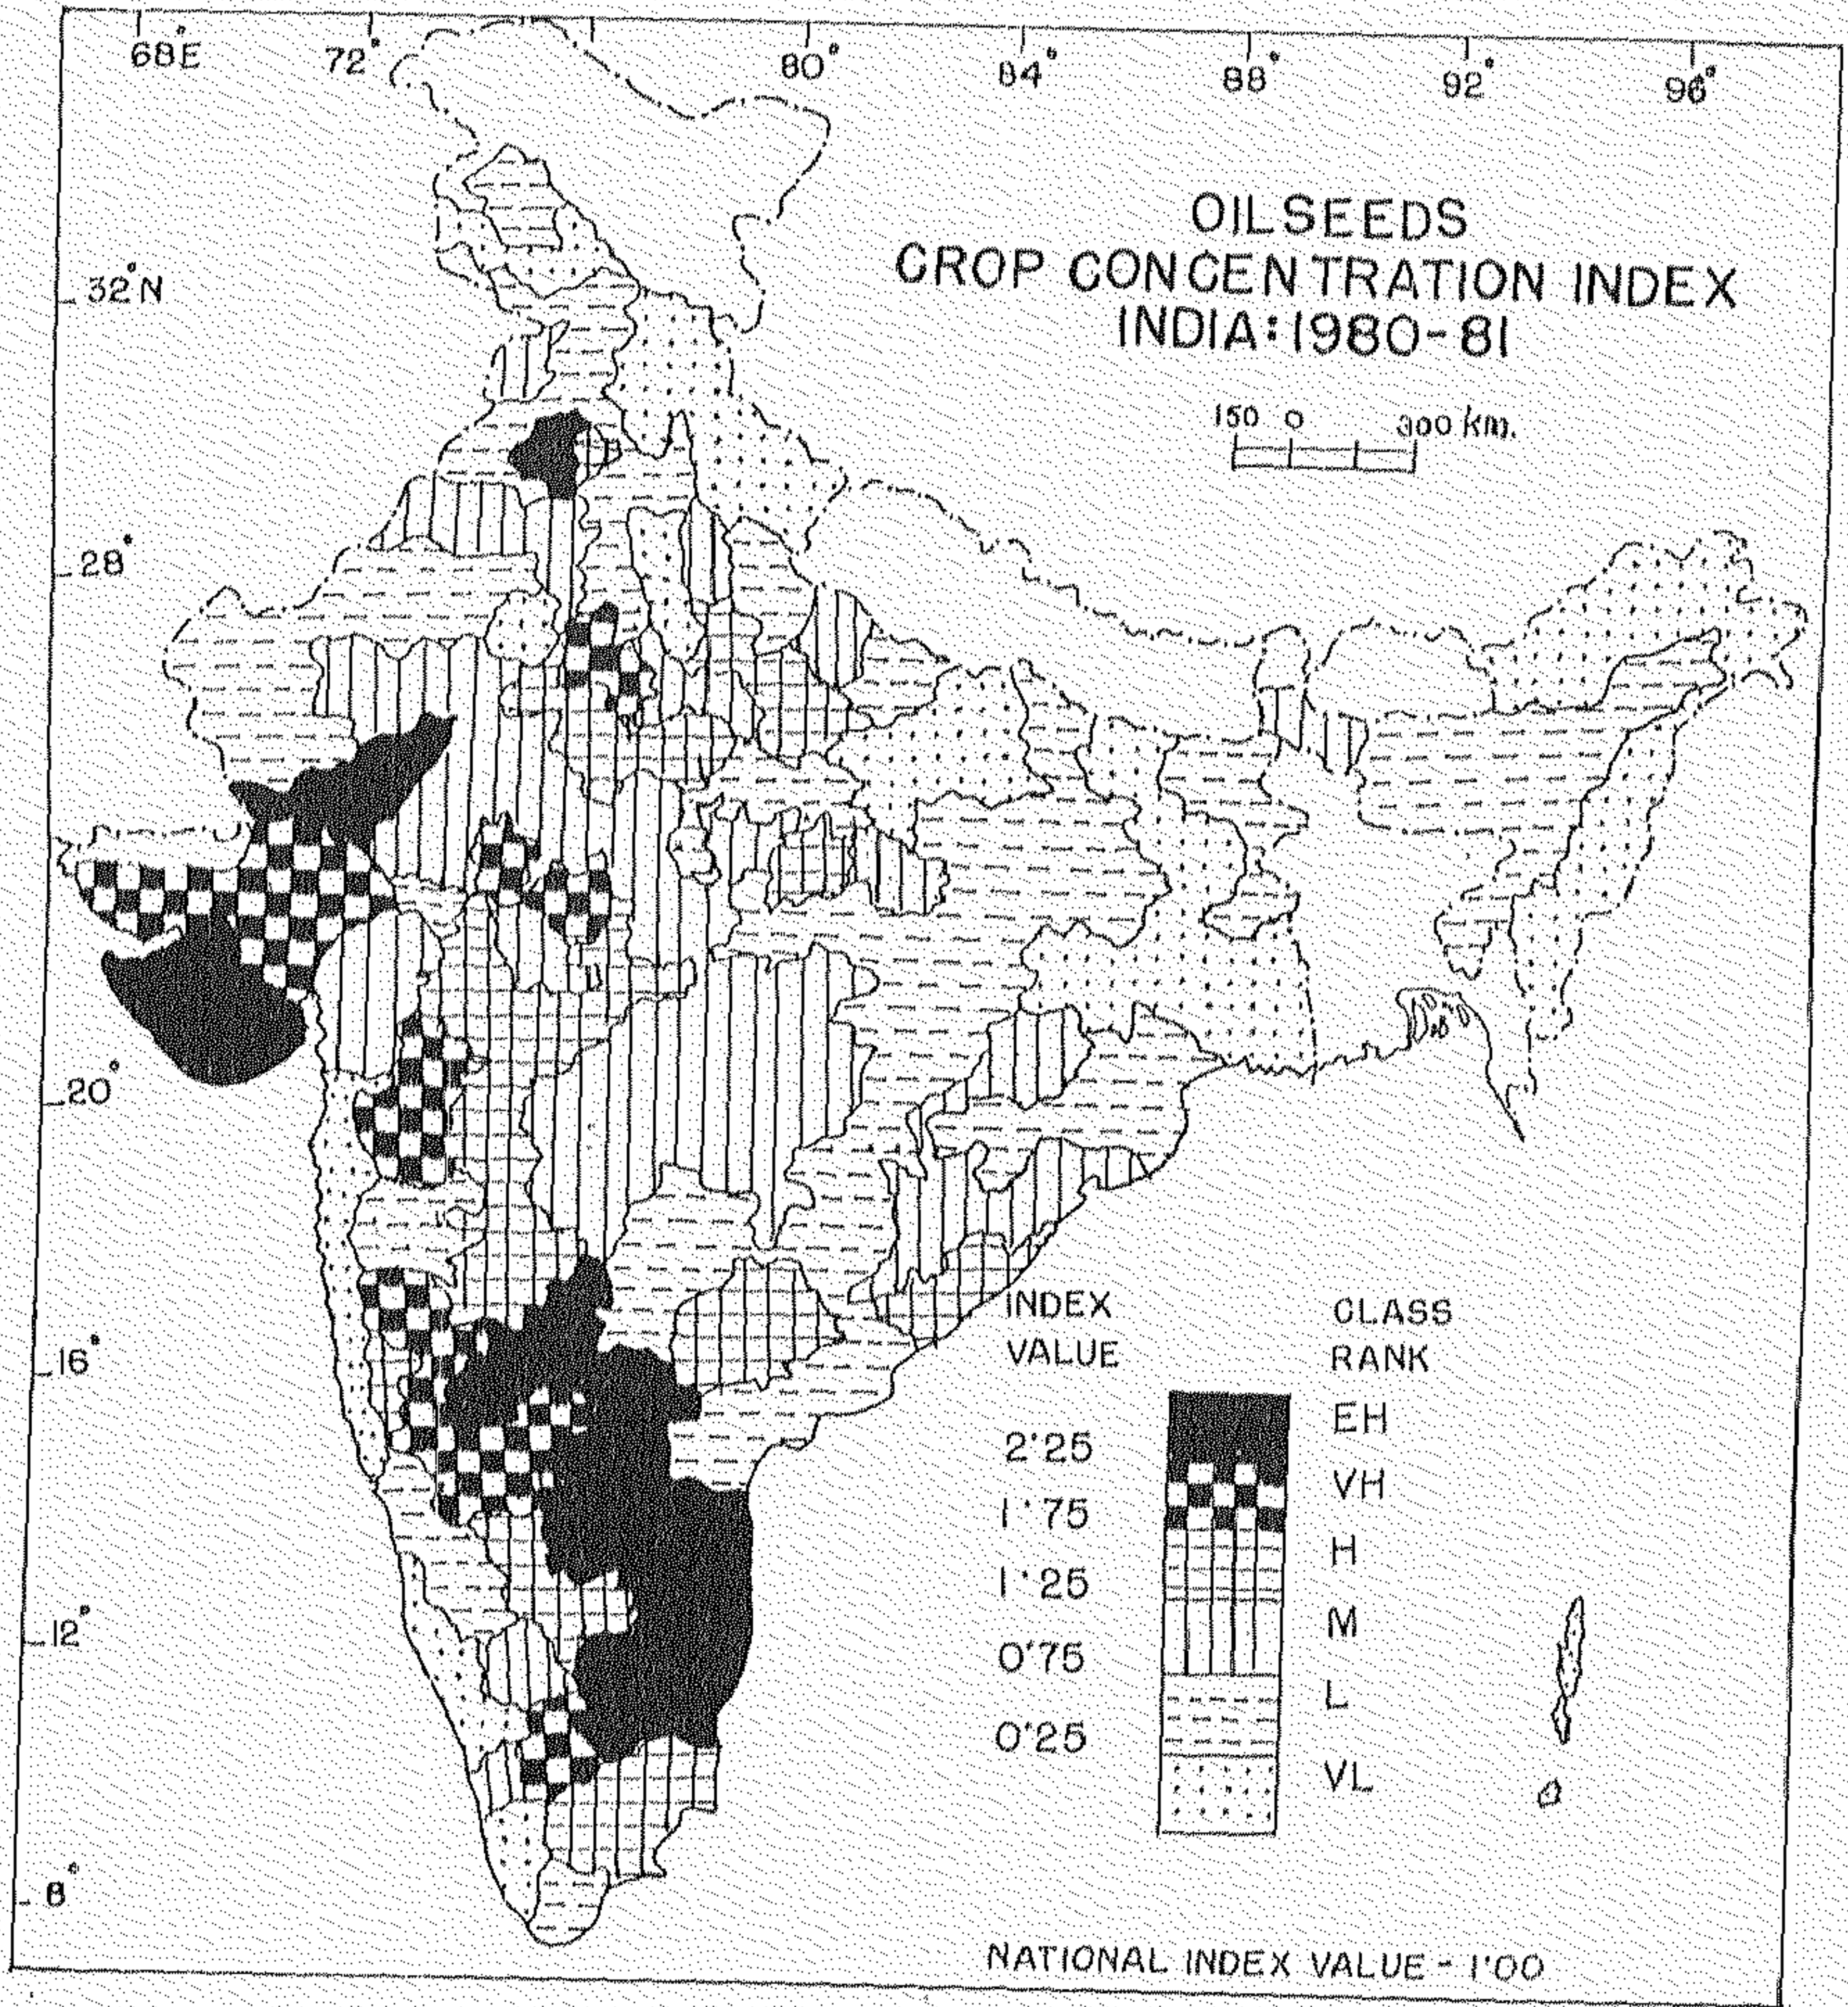 68°E 72° 80° 84° 88° 92° 96°
OILSEEDS
CROP CONCENTRATION INDEX
INDIA: 1980-81
32°N
150 0 300 km.
28°
20°
16°
12°
8°
INDEX VALUE
CLASS RANK
EH
2·25
VH
1·75
H
1·25
M
0·75
L
0·25
VL
NATIONAL INDEX VALUE - 1·00